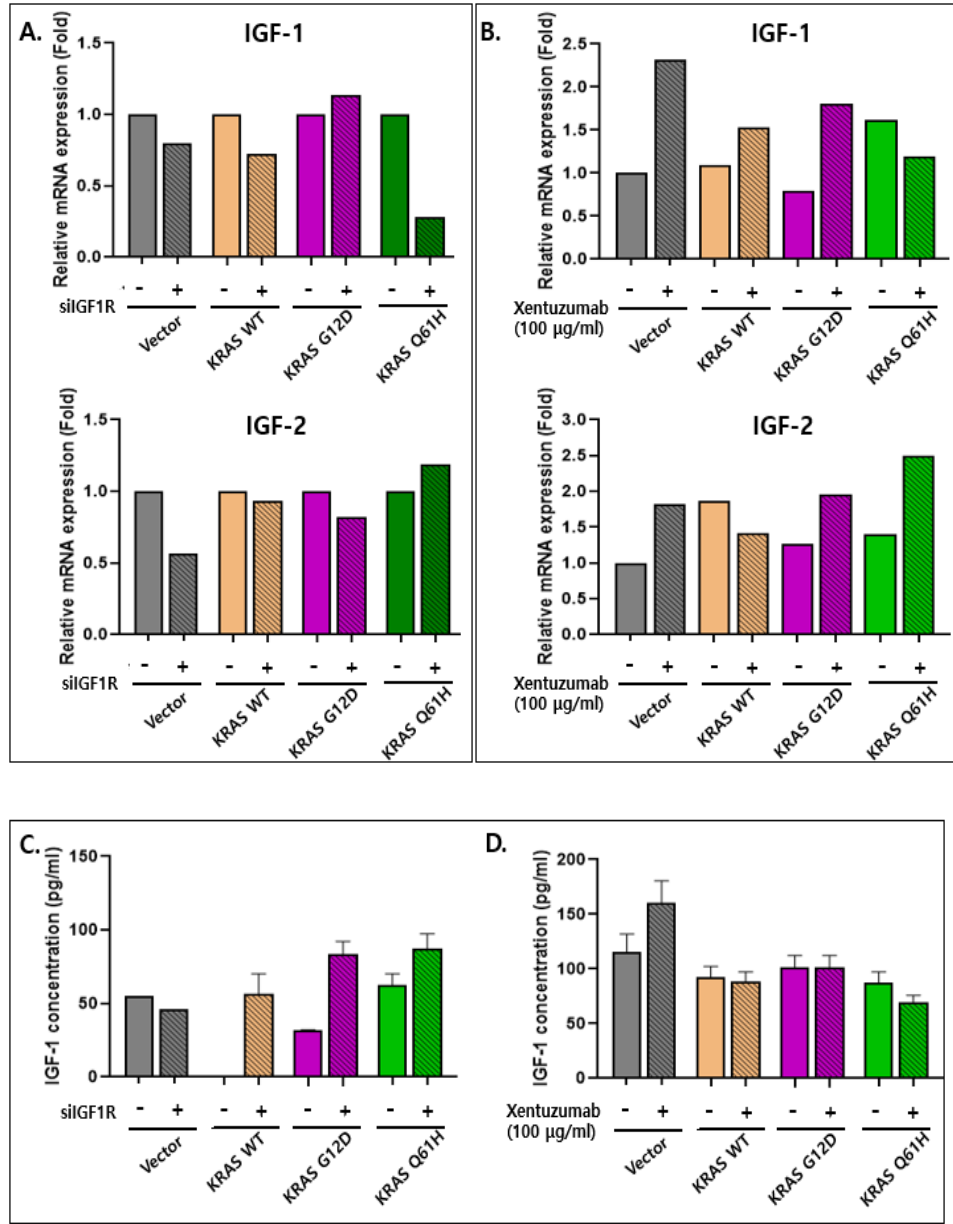 A.
IGF-1
Relative mRNA expression (Fold)
1.5
1.0
0.5
0.0
- + - + - + - +
siIGF1R
Vector
KRAS WT
KRAS G12D
KRAS Q61H
IGF-2
Relative mRNA expression (Fold)
1.5
1.0
0.5
0.0
- + - + - + - +
siIGF1R
Vector
KRAS WT
KRAS G12D
KRAS Q61H
B.
IGF-1
Relative mRNA expression (Fold)
2.5
2.0
1.5
1.0
0.5
0.0
- + - + - + - +
Xentuzumab
(100 μg/ml)
Vector
KRAS WT
KRAS G12D
KRAS Q61H
IGF-2
Relative mRNA expression (Fold)
3.0
2.5
2.0
1.5
1.0
0.5
0.0
- + - + - + - +
Xentuzumab
(100 μg/ml)
Vector
KRAS WT
KRAS G12D
KRAS Q61H
C.
IGF-1 concentration (pg/ml)
150
100
50
0
- + - + - + - +
siIGF1R
Vector
KRAS WT
KRAS G12D
KRAS Q61H
D.
IGF-1 concentration (pg/ml)
200
150
100
50
0
- + - + - + - +
Xentuzumab
(100 μg/ml)
Vector
KRAS WT
KRAS G12D
KRAS Q61H